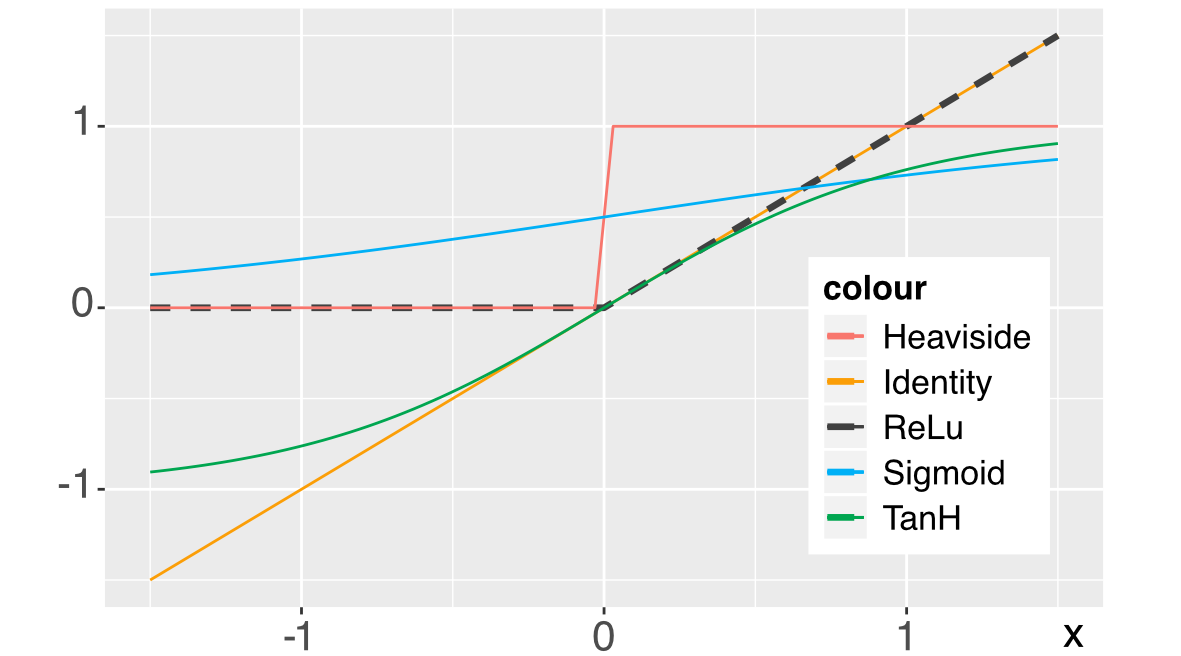 1
0
-1
-1 0 1 x
colour
Heaviside
Identity
ReLu
Sigmoid
TanH